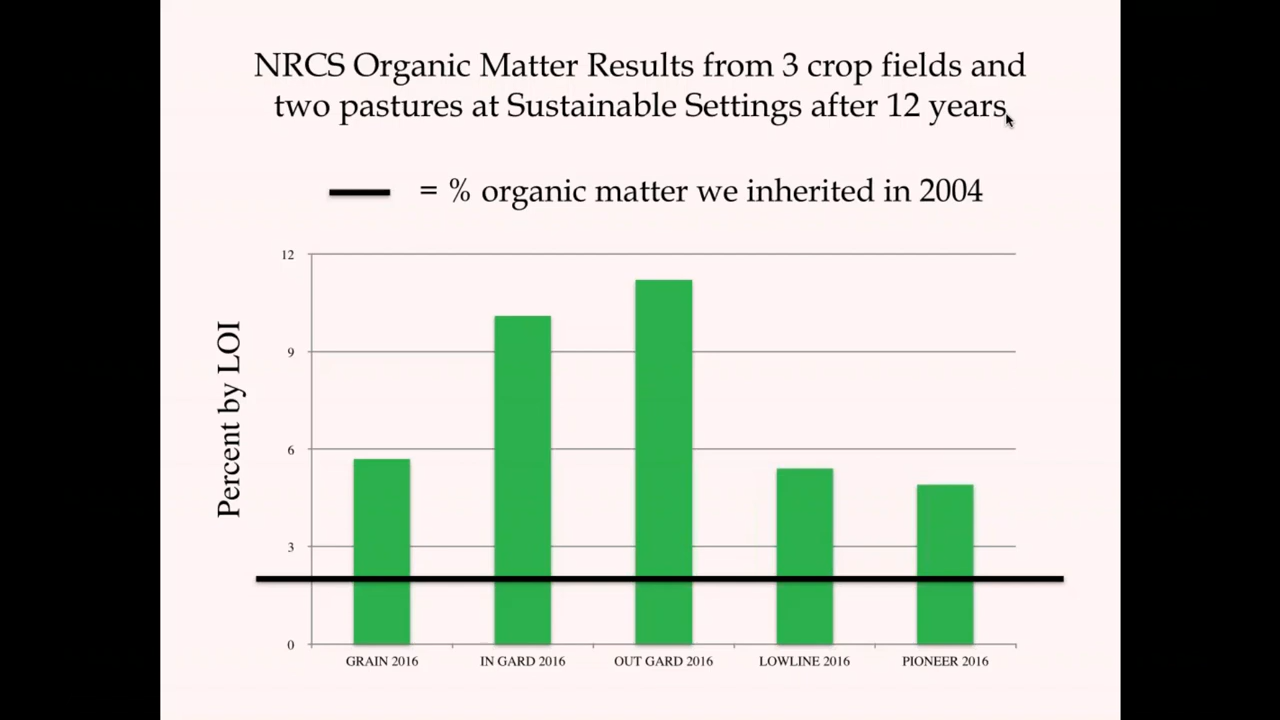 NRCS Organic Matter Results from 3 crop fields and
two pastures at Sustainable Settings after 12 years
= % organic matter we inherited in 2004
12
9
6
3
0
Percent by LOI
GRAIN 2016 IN GARD 2016 OUT GARD 2016 LOWLINE 2016 PIONEER 2016